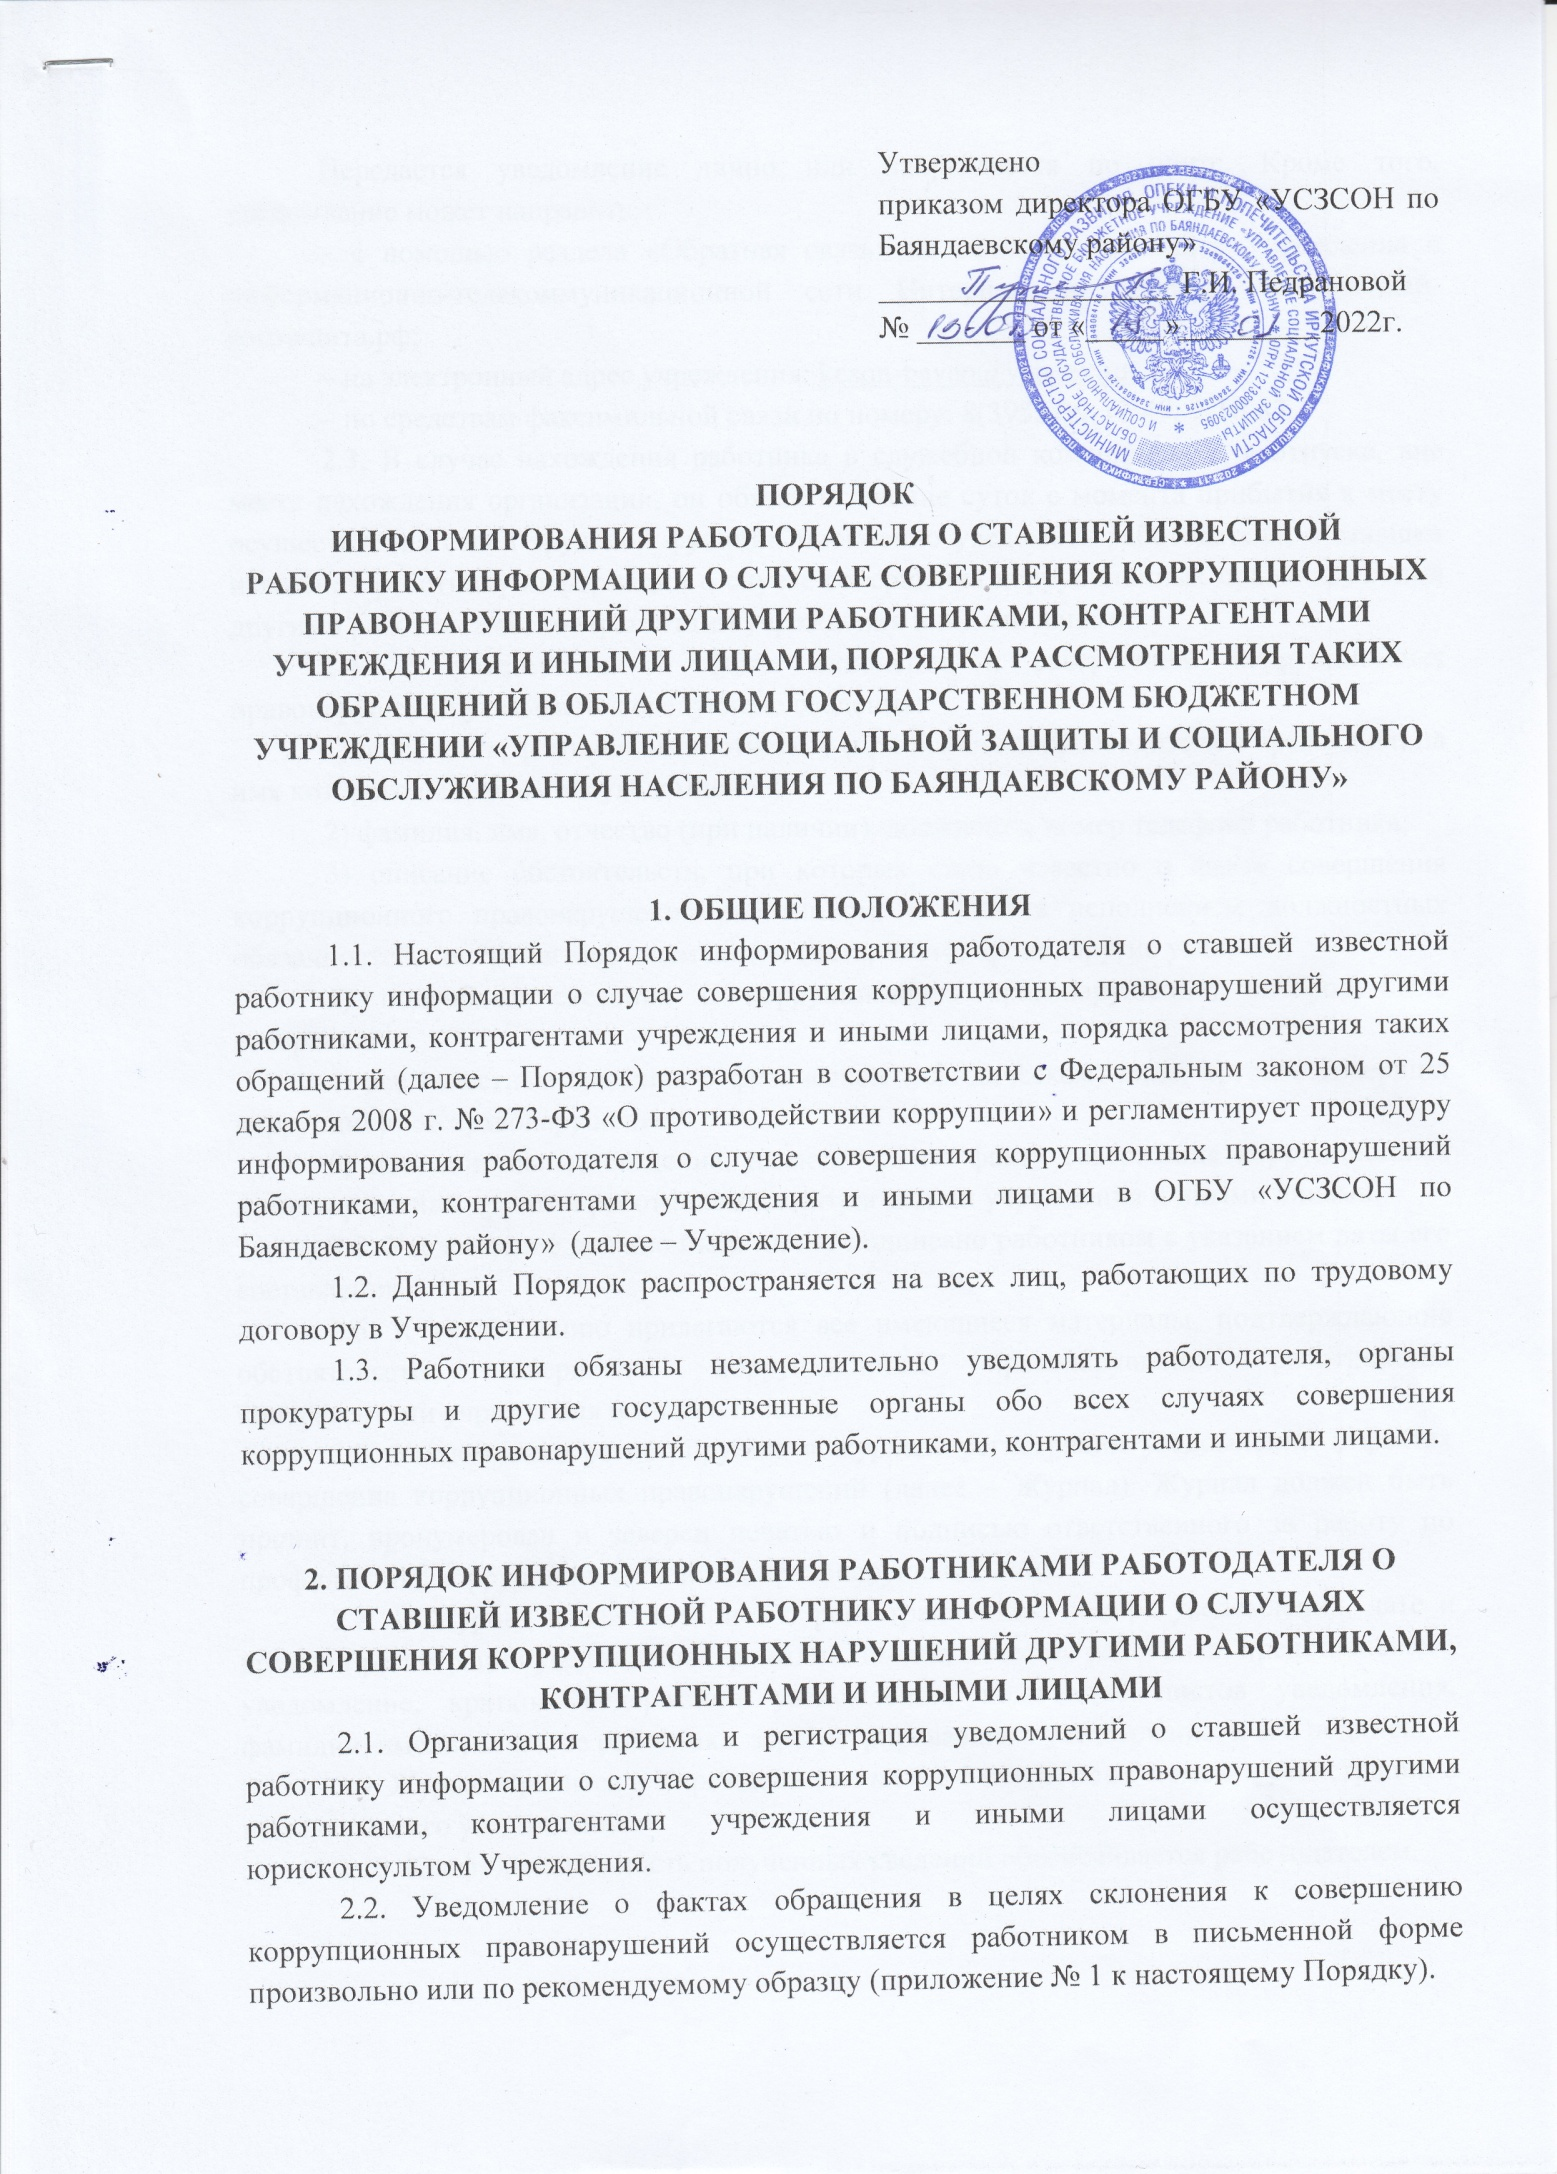 Утверждено
приказом директора ОГБУ «УСЗСОН по
Баяндаевскому району»
Г.И. Педрановой
№ от « » 2022г.
ПОРЯДОК
ИНФОРМИРОВАНИЯ РАБОТОДАТЕЛЯ О СТАВШЕЙ ИЗВЕСТНОЙ
РАБОТНИКУ ИНФОРМАЦИИ О СЛУЧАЕ СОВЕРШЕНИЯ КОРРУПЦИОННЫХ
ПРАВОНАРУШЕНИЙ ДРУГИМИ РАБОТНИКАМИ, КОНТРАГЕНТАМИ
УЧРЕЖДЕНИЯ И ИНЫМИ ЛИЦАМИ, ПОРЯДКА РАССМОТРЕНИЯ ТАКИХ
ОБРАЩЕНИЙ В ОБЛАСТНОМ ГОСУДАРСТВЕННОМ БЮДЖЕТНОМ
УЧРЕЖДЕНИИ «УПРАВЛЕНИЕ СОЦИАЛЬНОЙ ЗАЩИТЫ И СОЦИАЛЬНОГО
ОБСЛУЖИВАНИЯ НАСЕЛЕНИЯ ПО БАЯНДАЕВСКОМУ РАЙОНУ»
1. ОБЩИЕ ПОЛОЖЕНИЯ
1.1. Настоящий Порядок информирования работодателя о ставшей известной
работнику информации о случае совершения коррупционных правонарушений другими
работниками, контрагентами учреждения и иными лицами, порядка рассмотрения таких
обращений (далее – Порядок) разработан в соответствии с Федеральным законом от 25
декабря 2008 г. № 273-ФЗ «О противодействии коррупции» и регламентирует процедуру
информирования работодателя о случае совершения коррупционных правонарушений
работниками, контрагентами учреждения и иными лицами в ОГБУ «УСЗСОН по
Баяндаевскому району» (далее – Учреждение).
1.2. Данный Порядок распространяется на всех лиц, работающих по трудовому
договору в Учреждении.
1.3. Работники обязаны незамедлительно уведомлять работодателя, органы
прокуратуры и другие государственные органы обо всех случаях совершения
коррупционных правонарушений другими работниками, контрагентами и иными лицами.
2. ПОРЯДОК ИНФОРМИРОВАНИЯ РАБОТНИКАМИ РАБОТОДАТЕЛЯ О
СТАВШЕЙ ИЗВЕСТНОЙ РАБОТНИКУ ИНФОРМАЦИИ О СЛУЧАЯХ
СОВЕРШЕНИЯ КОРРУПЦИОННЫХ НАРУШЕНИЙ ДРУГИМИ РАБОТНИКАМИ,
КОНТРАГЕНТАМИ И ИНЫМИ ЛИЦАМИ
2.1. Организация приема и регистрация уведомлений о ставшей известной
работнику информации о случае совершения коррупционных правонарушений другими
работниками, контрагентами учреждения и иными лицами осуществляется
юрисконсультом Учреждения.
2.2. Уведомление о фактах обращения в целях склонения к совершению
коррупционных правонарушений осуществляется работником в письменной форме
произвольно или по рекомендуемому образцу (приложение № 1 к настоящему Порядку).